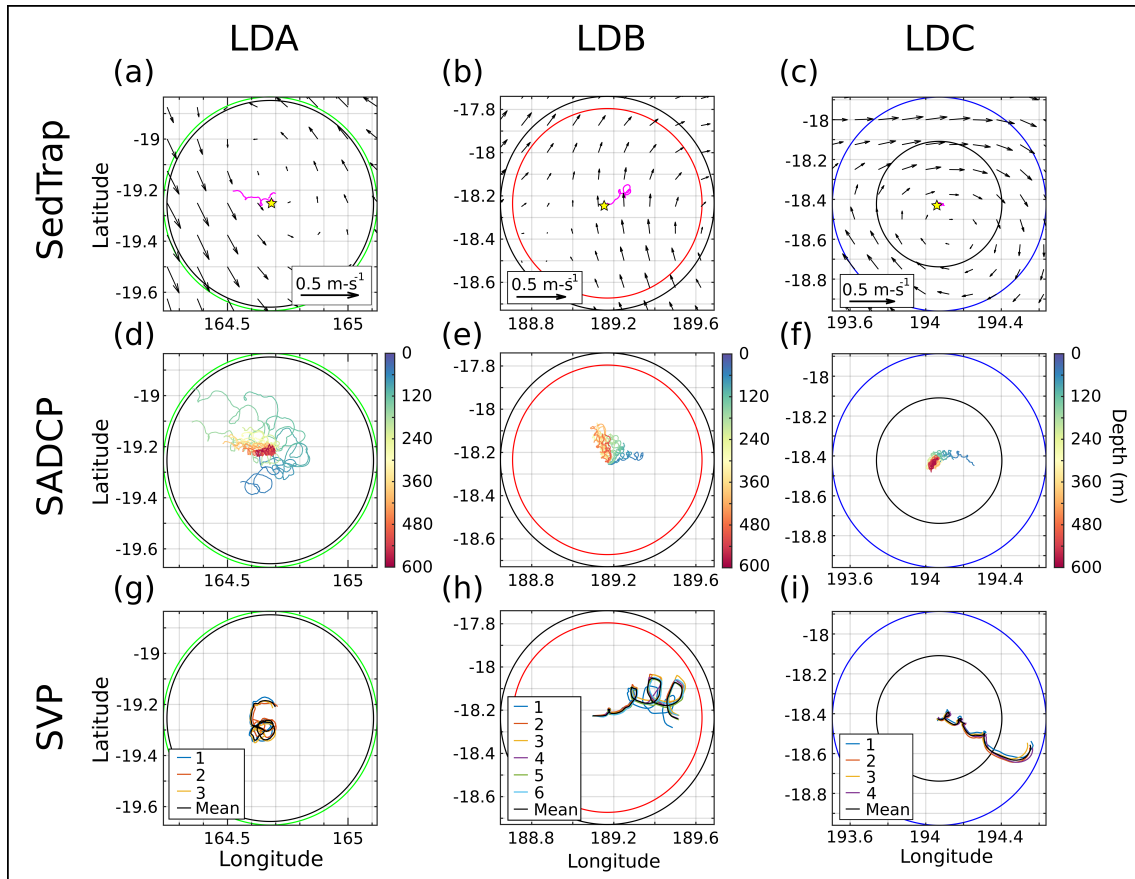 LDA LDB LDC
(a) (b) (c)
SedTrap
Latitude
-19
-19.2
-19.4
-19.6
0.5 m-s-1
164.5 165
-17.8
-18
-18.2
-18.4
-18.6
0.5 m-s-1
188.8 189.2 189.6
-18
-18.2
-18.4
-18.6
-18.8
0.5 m-s-1
193.6 194 194.4
(d) (e) (f)
SADCP
Latitude
-19
-19.2
-19.4
-19.6
164.5 165
0
120
240
360
480
600
-17.8
-18
-18.2
-18.4
-18.6
188.8 189.2 189.6
-18
-18.2
-18.4
-18.6
-18.8
193.6 194 194.4
0
120
240
360
480
600
Depth (m)
(g) (h) (i)
SVP
Latitude
-19
-19.2
-19.4
-19.6
1
2
3
Mean
164.5 165
Longitude
-17.8
-18
-18.2
-18.4
-18.6
1
2
3
4
5
6
Mean
188.8 189.2 189.6
Longitude
-18
-18.2
-18.4
-18.6
-18.8
1
2
3
4
Mean
193.6 194 194.4
Longitude